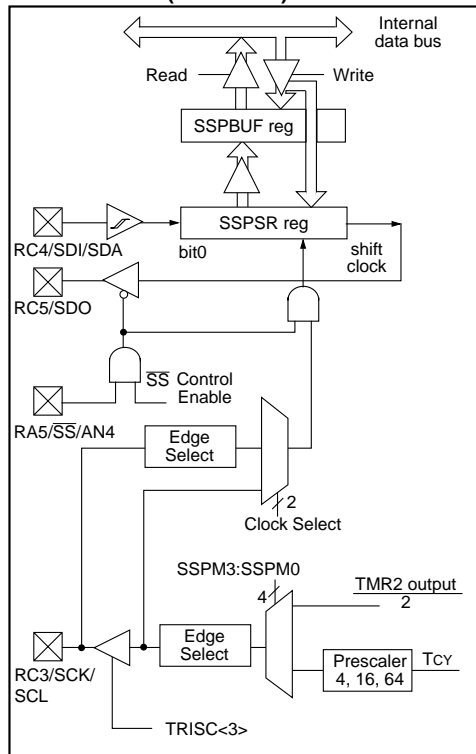 Internal
data bus
Read
Write
SSPBUF reg
SSPSR reg
RC4/SDI/SDA
bit0
shift
clock
RC5/SDO
SS Control
Enable
RA5/SS/AN4
Edge
Select
2
Clock Select
SSPM3:SSPM0
TMR2 output
4
2
Edge
Select
Prescaler
4, 16, 64
TCY
RC3/SCK/
SCL
TRISC<3>